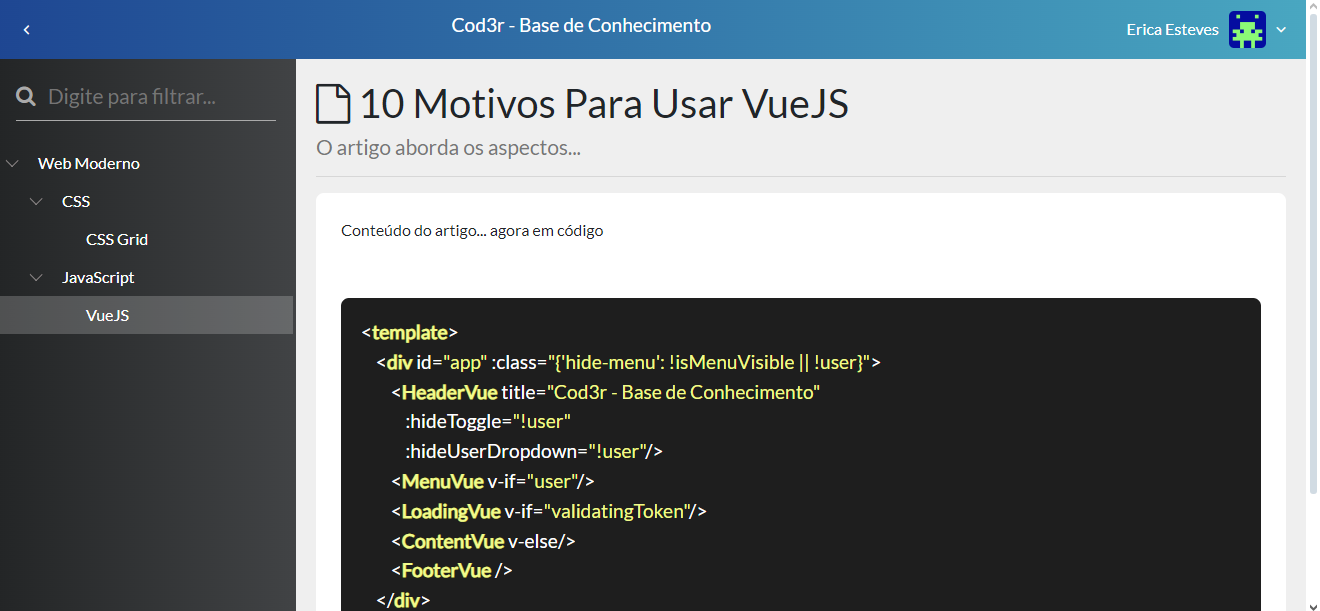 Cod3r - Base de Conhecimento
Erica Esteves
Digite para filtrar...
Web Moderno
CSS
CSS Grid
JavaScript
VueJS
10 Motivos Para Usar VueJS
O artigo aborda os aspectos...
Conteúdo do artigo... agora em código
<template>
<div id="app" :class="{'hide-menu': !isMenuVisible || !user}">
<HeaderVue title="Cod3r - Base de Conhecimento"
:hideToggle="!user"
:hideUserDropdown="!user"/>
<MenuVue v-if="user"/>
<LoadingVue v-if="validatingToken"/>
<ContentVue v-else/>
<FooterVue />
</div>